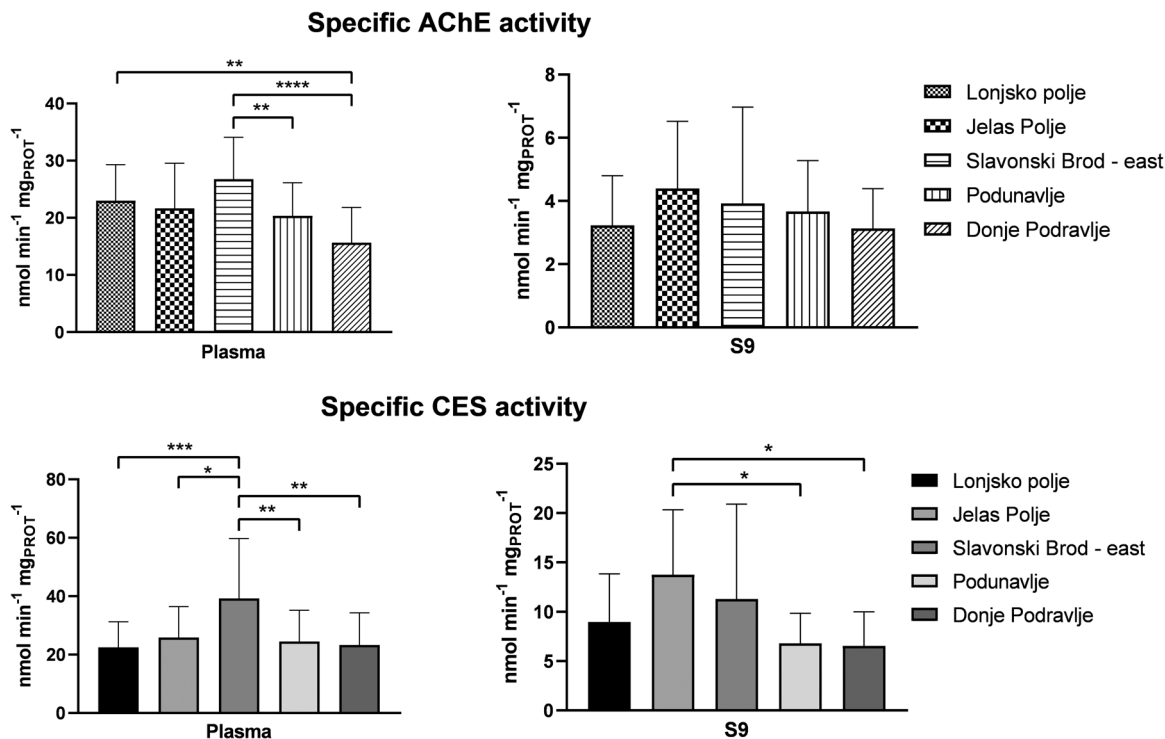 Specific AChE activity
**
****
**
40
30
20
10
0
nmol min⁻¹ mgPROT⁻¹
Plasma
8
6
4
2
0
nmol min⁻¹ mgPROT⁻¹
S9
Lonjsko polje
Jelas Polje
Slavonski Brod - east
Podunavlje
Donje Podravlje
Specific CES activity
***
*
**
**
80
60
40
20
0
nmol min⁻¹ mgPROT⁻¹
Plasma
*
*
25
20
15
10
5
0
nmol min⁻¹ mgPROT⁻¹
S9
Lonjsko polje
Jelas Polje
Slavonski Brod - east
Podunavlje
Donje Podravlje